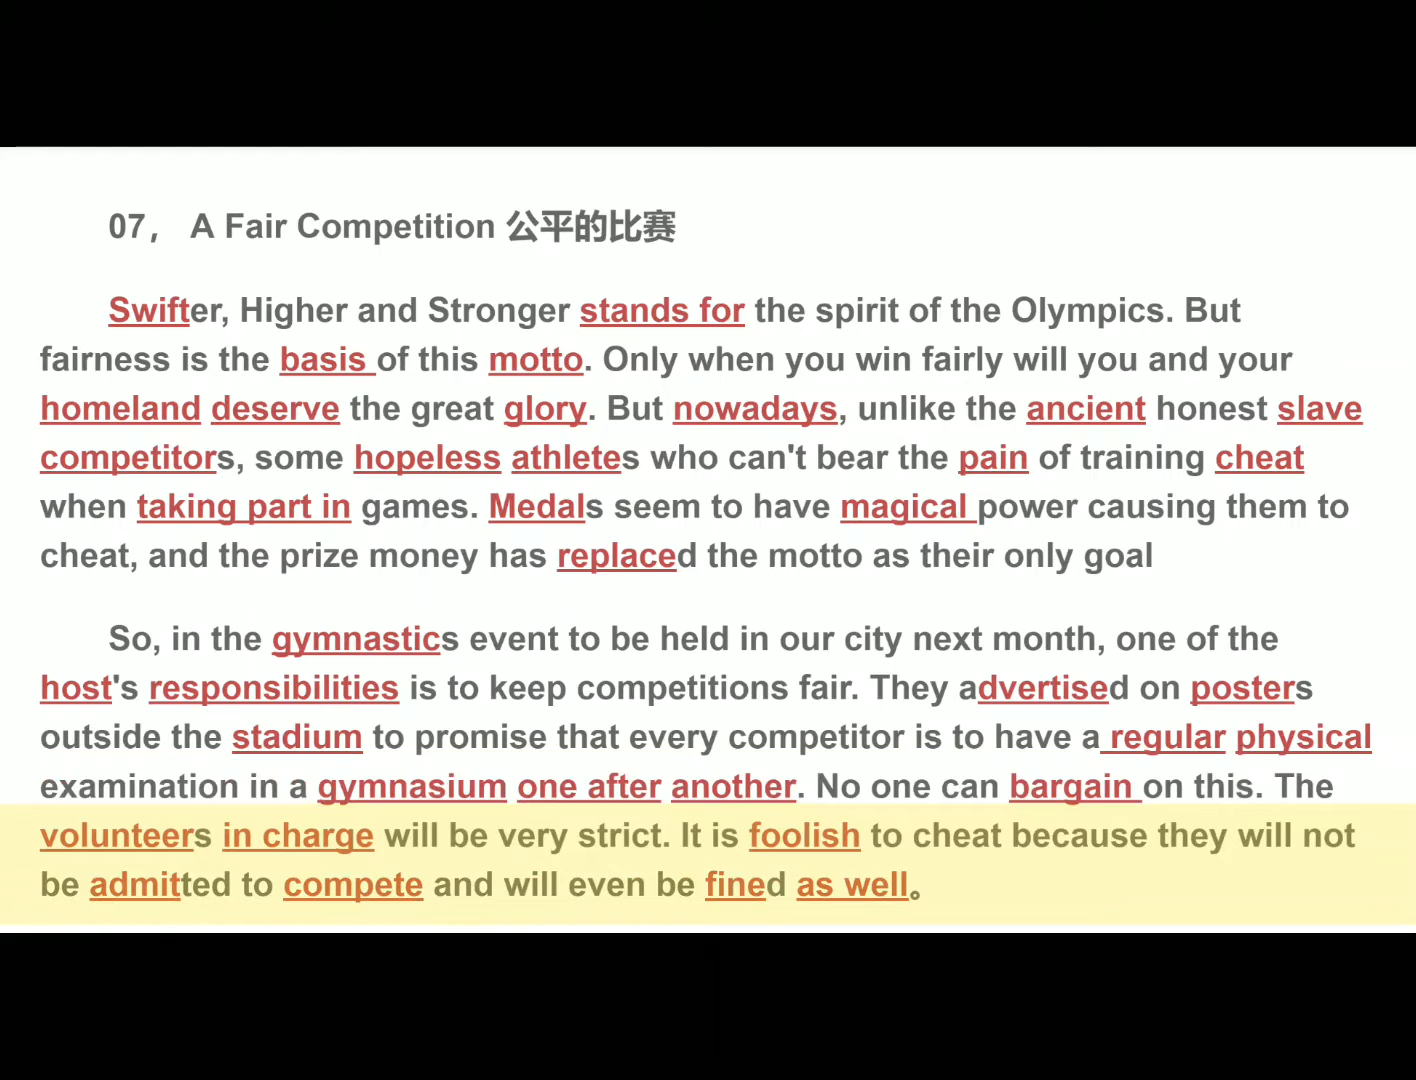 07， A Fair Competition 公平的比赛
Swifter, Higher and Stronger stands for the spirit of the Olympics. But
fairness is the basis of this motto. Only when you win fairly will you and your
homeland deserve the great glory. But nowadays, unlike the ancient honest slave
competitors, some hopeless athletes who can't bear the pain of training cheat
when taking part in games. Medals seem to have magical power causing them to
cheat, and the prize money has replaced the motto as their only goal
So, in the gymnastics event to be held in our city next month, one of the
host's responsibilities is to keep competitions fair. They advertised on posters
outside the stadium to promise that every competitor is to have a regular physical
examination in a gymnasium one after another. No one can bargain on this. The
volunteers in charge will be very strict. It is foolish to cheat because they will not
be admitted to compete and will even be fined as well。